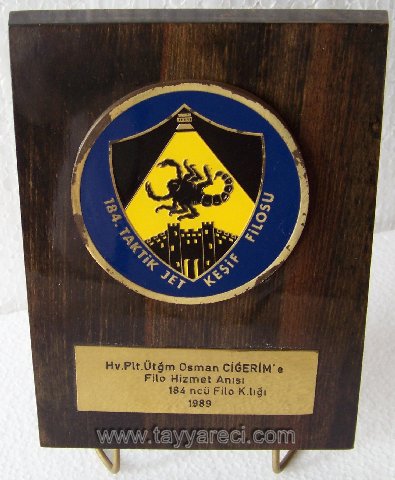 184. TAKTİK JET KEŞİF FİLOSU
Hv.Plt.Ütğm Osman CİĞERİM'e
Filo Hizmet Anısı
184 ncü Filo K.lığı
1989
www.tayyareci.com